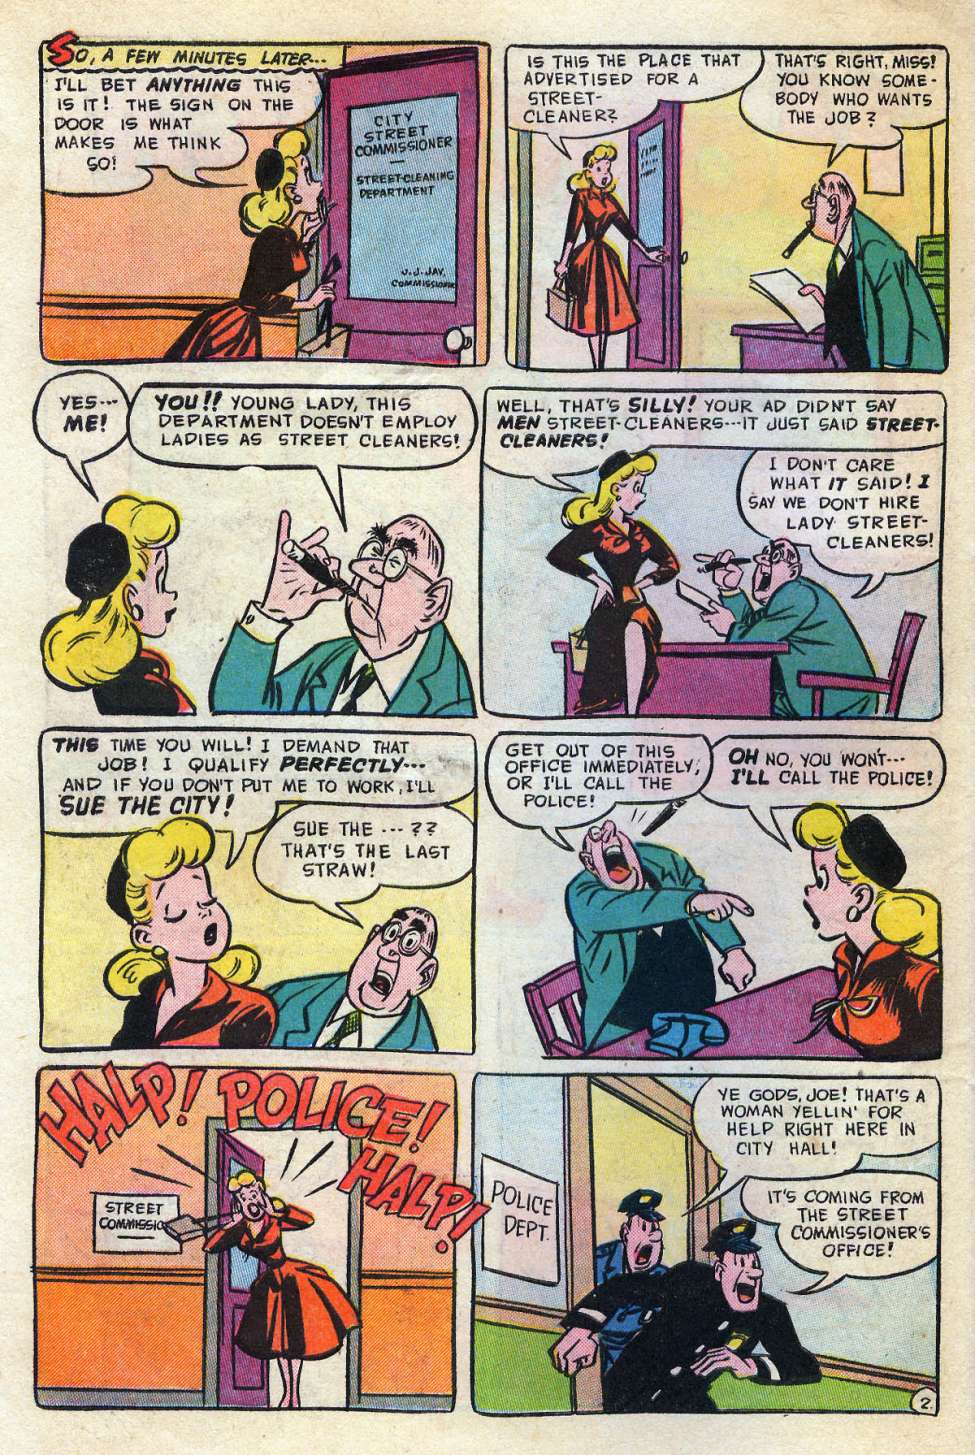 SO, A FEW MINUTES LATER---
I'LL BET ANYTHING THIS
IS IT! THE SIGN ON THE
DOOR IS WHAT
MAKES ME THINK
SO!
CITY
STREET
COMMISSIONER
STREET-CLEANING
DEPARTMENT
J.J. JAY,
COMMISSIONER
IS THIS THE PLACE THAT
ADVERTISED FOR A
STREET-
CLEANER?
THAT'S RIGHT, MISS!
YOU KNOW SOME-
BODY WHO WANTS
THE JOB?
YES---
ME!
YOU!! YOUNG LADY, THIS
DEPARTMENT DOESN'T EMPLOY
LADIES AS STREET CLEANERS!
WELL, THAT'S SILLY! YOUR AD DIDN'T SAY
MEN STREET-CLEANERS---IT JUST SAID STREET-
CLEANERS!
I DON'T CARE
WHAT IT SAID! I
SAY WE DON'T HIRE
LADY STREET-
CLEANERS!
THIS TIME YOU WILL! I DEMAND THAT
JOB! I QUALIFY PERFECTLY---
AND IF YOU DON'T PUT ME TO WORK, I'LL
SUE THE CITY!
SUE THE ---??
THAT'S THE LAST
STRAW!
GET OUT OF THIS
OFFICE IMMEDIATELY,
OR I'LL CALL THE
POLICE!
OH NO, YOU WON'T---
I'LL CALL THE POLICE!
HALP! POLICE!
HALP!
STREET
COMMISSIO
YE GODS, JOE! THAT'S A
WOMAN YELLIN' FOR
HELP RIGHT HERE IN
CITY HALL!
POLICE
DEPT.
IT'S COMING FROM
THE STREET
COMMISSIONER'S
OFFICE!
2